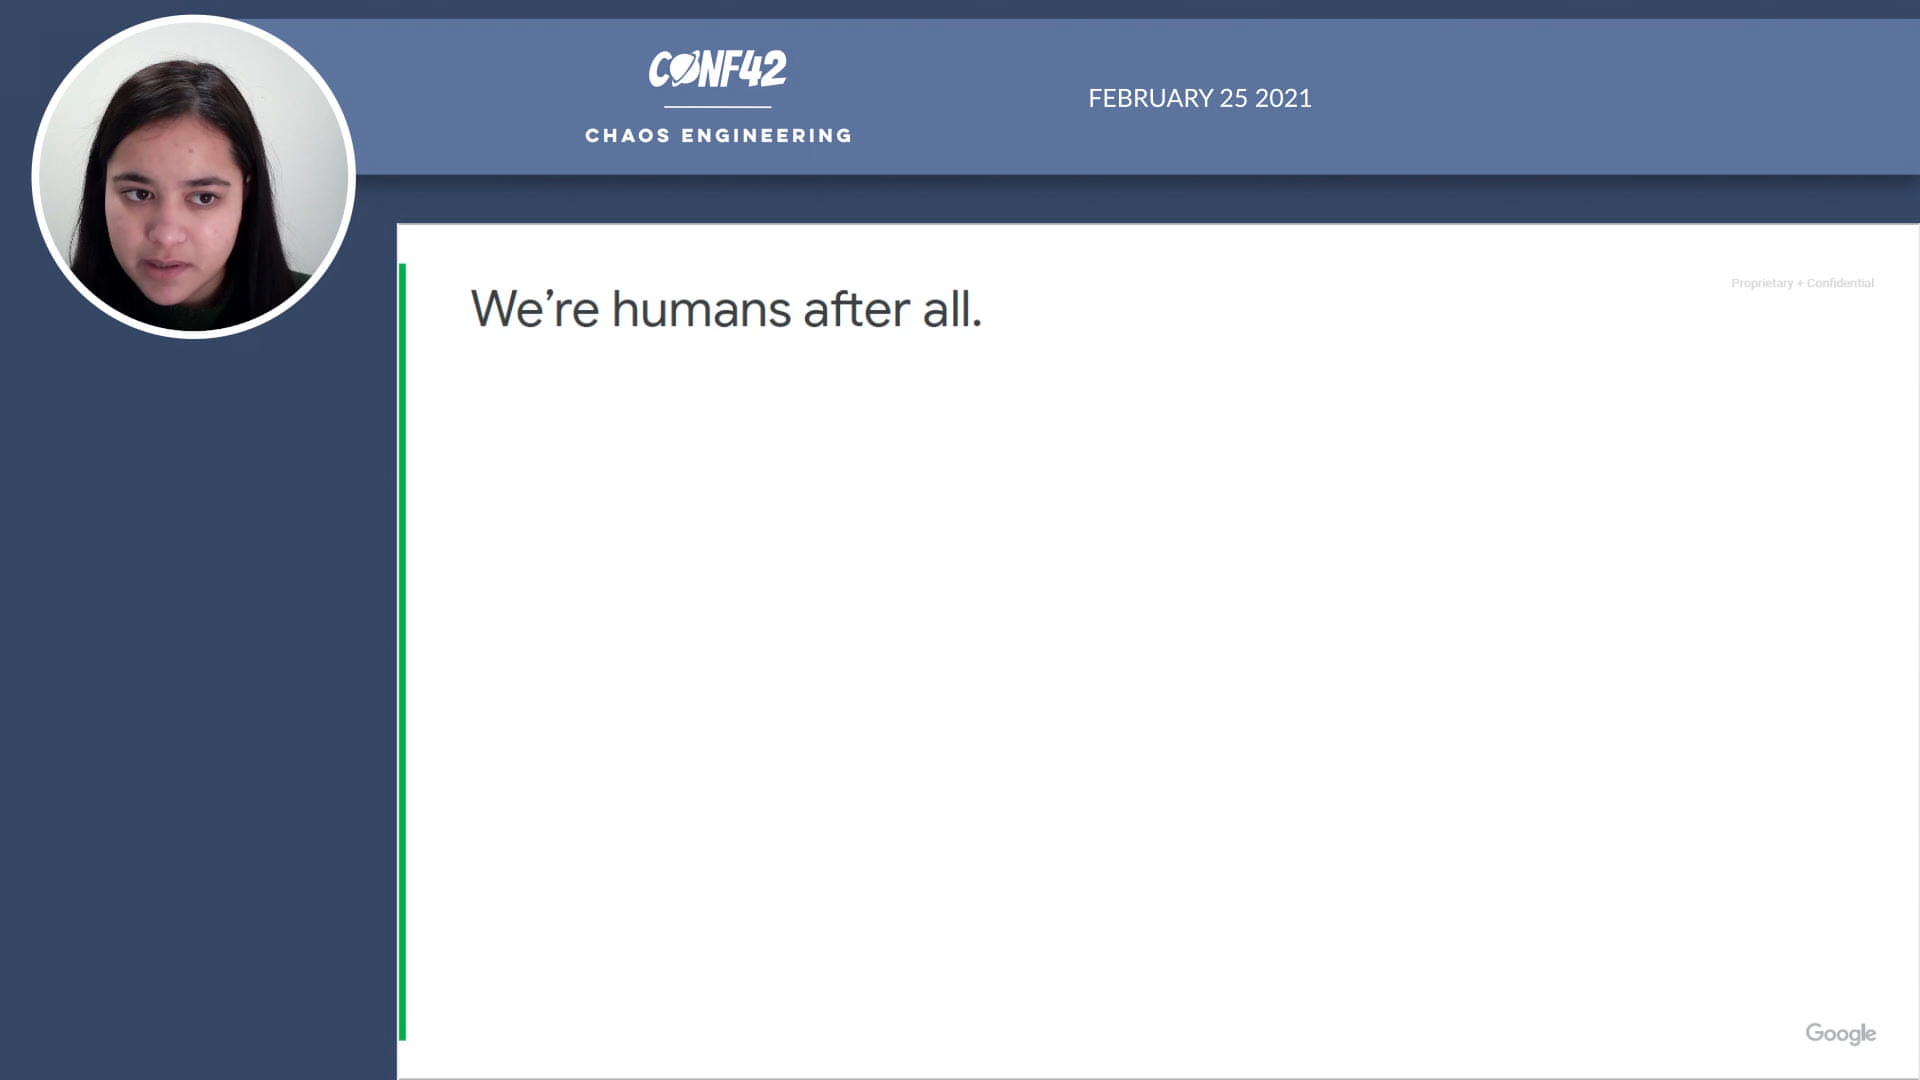 CONF42
CHAOS ENGINEERING
FEBRUARY 25 2021
We’re humans after all.
Proprietary + Confidential
Google